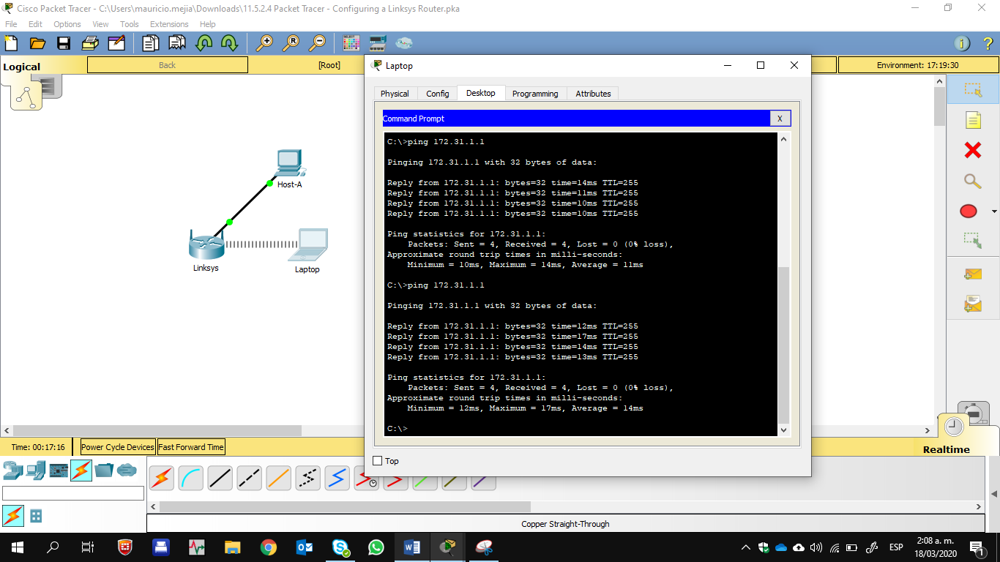 Cisco Packet Tracer - C:\Users\mauricio.mejia\Downloads\11.5.2.4 Packet Tracer - Configuring a Linksys Router.pka
File Edit Options View Tools Extensions Help
Logical
Back
[Root]
Environment: 17:19:30
Laptop
Physical Config Desktop Programming Attributes
Command Prompt
X
C:\>ping 172.31.1.1
Pinging 172.31.1.1 with 32 bytes of data:
Reply from 172.31.1.1: bytes=32 time=14ms TTL=255
Reply from 172.31.1.1: bytes=32 time=11ms TTL=255
Reply from 172.31.1.1: bytes=32 time=10ms TTL=255
Reply from 172.31.1.1: bytes=32 time=10ms TTL=255
Ping statistics for 172.31.1.1:
Packets: Sent = 4, Received = 4, Lost = 0 (0% loss),
Approximate round trip times in milli-seconds:
Minimum = 10ms, Maximum = 14ms, Average = 11ms
C:\>ping 172.31.1.1
Pinging 172.31.1.1 with 32 bytes of data:
Reply from 172.31.1.1: bytes=32 time=12ms TTL=255
Reply from 172.31.1.1: bytes=32 time=17ms TTL=255
Reply from 172.31.1.1: bytes=32 time=14ms TTL=255
Reply from 172.31.1.1: bytes=32 time=13ms TTL=255
Ping statistics for 172.31.1.1:
Packets: Sent = 4, Received = 4, Lost = 0 (0% loss),
Approximate round trip times in milli-seconds:
Minimum = 12ms, Maximum = 17ms, Average = 14ms
C:\>
Top
Host-A
Linksys
Laptop
Time: 00:17:16
Power Cycle Devices
Fast Forward Time
Realtime
Copper Straight-Through
ESP
2:08 a. m.
18/03/2020
1